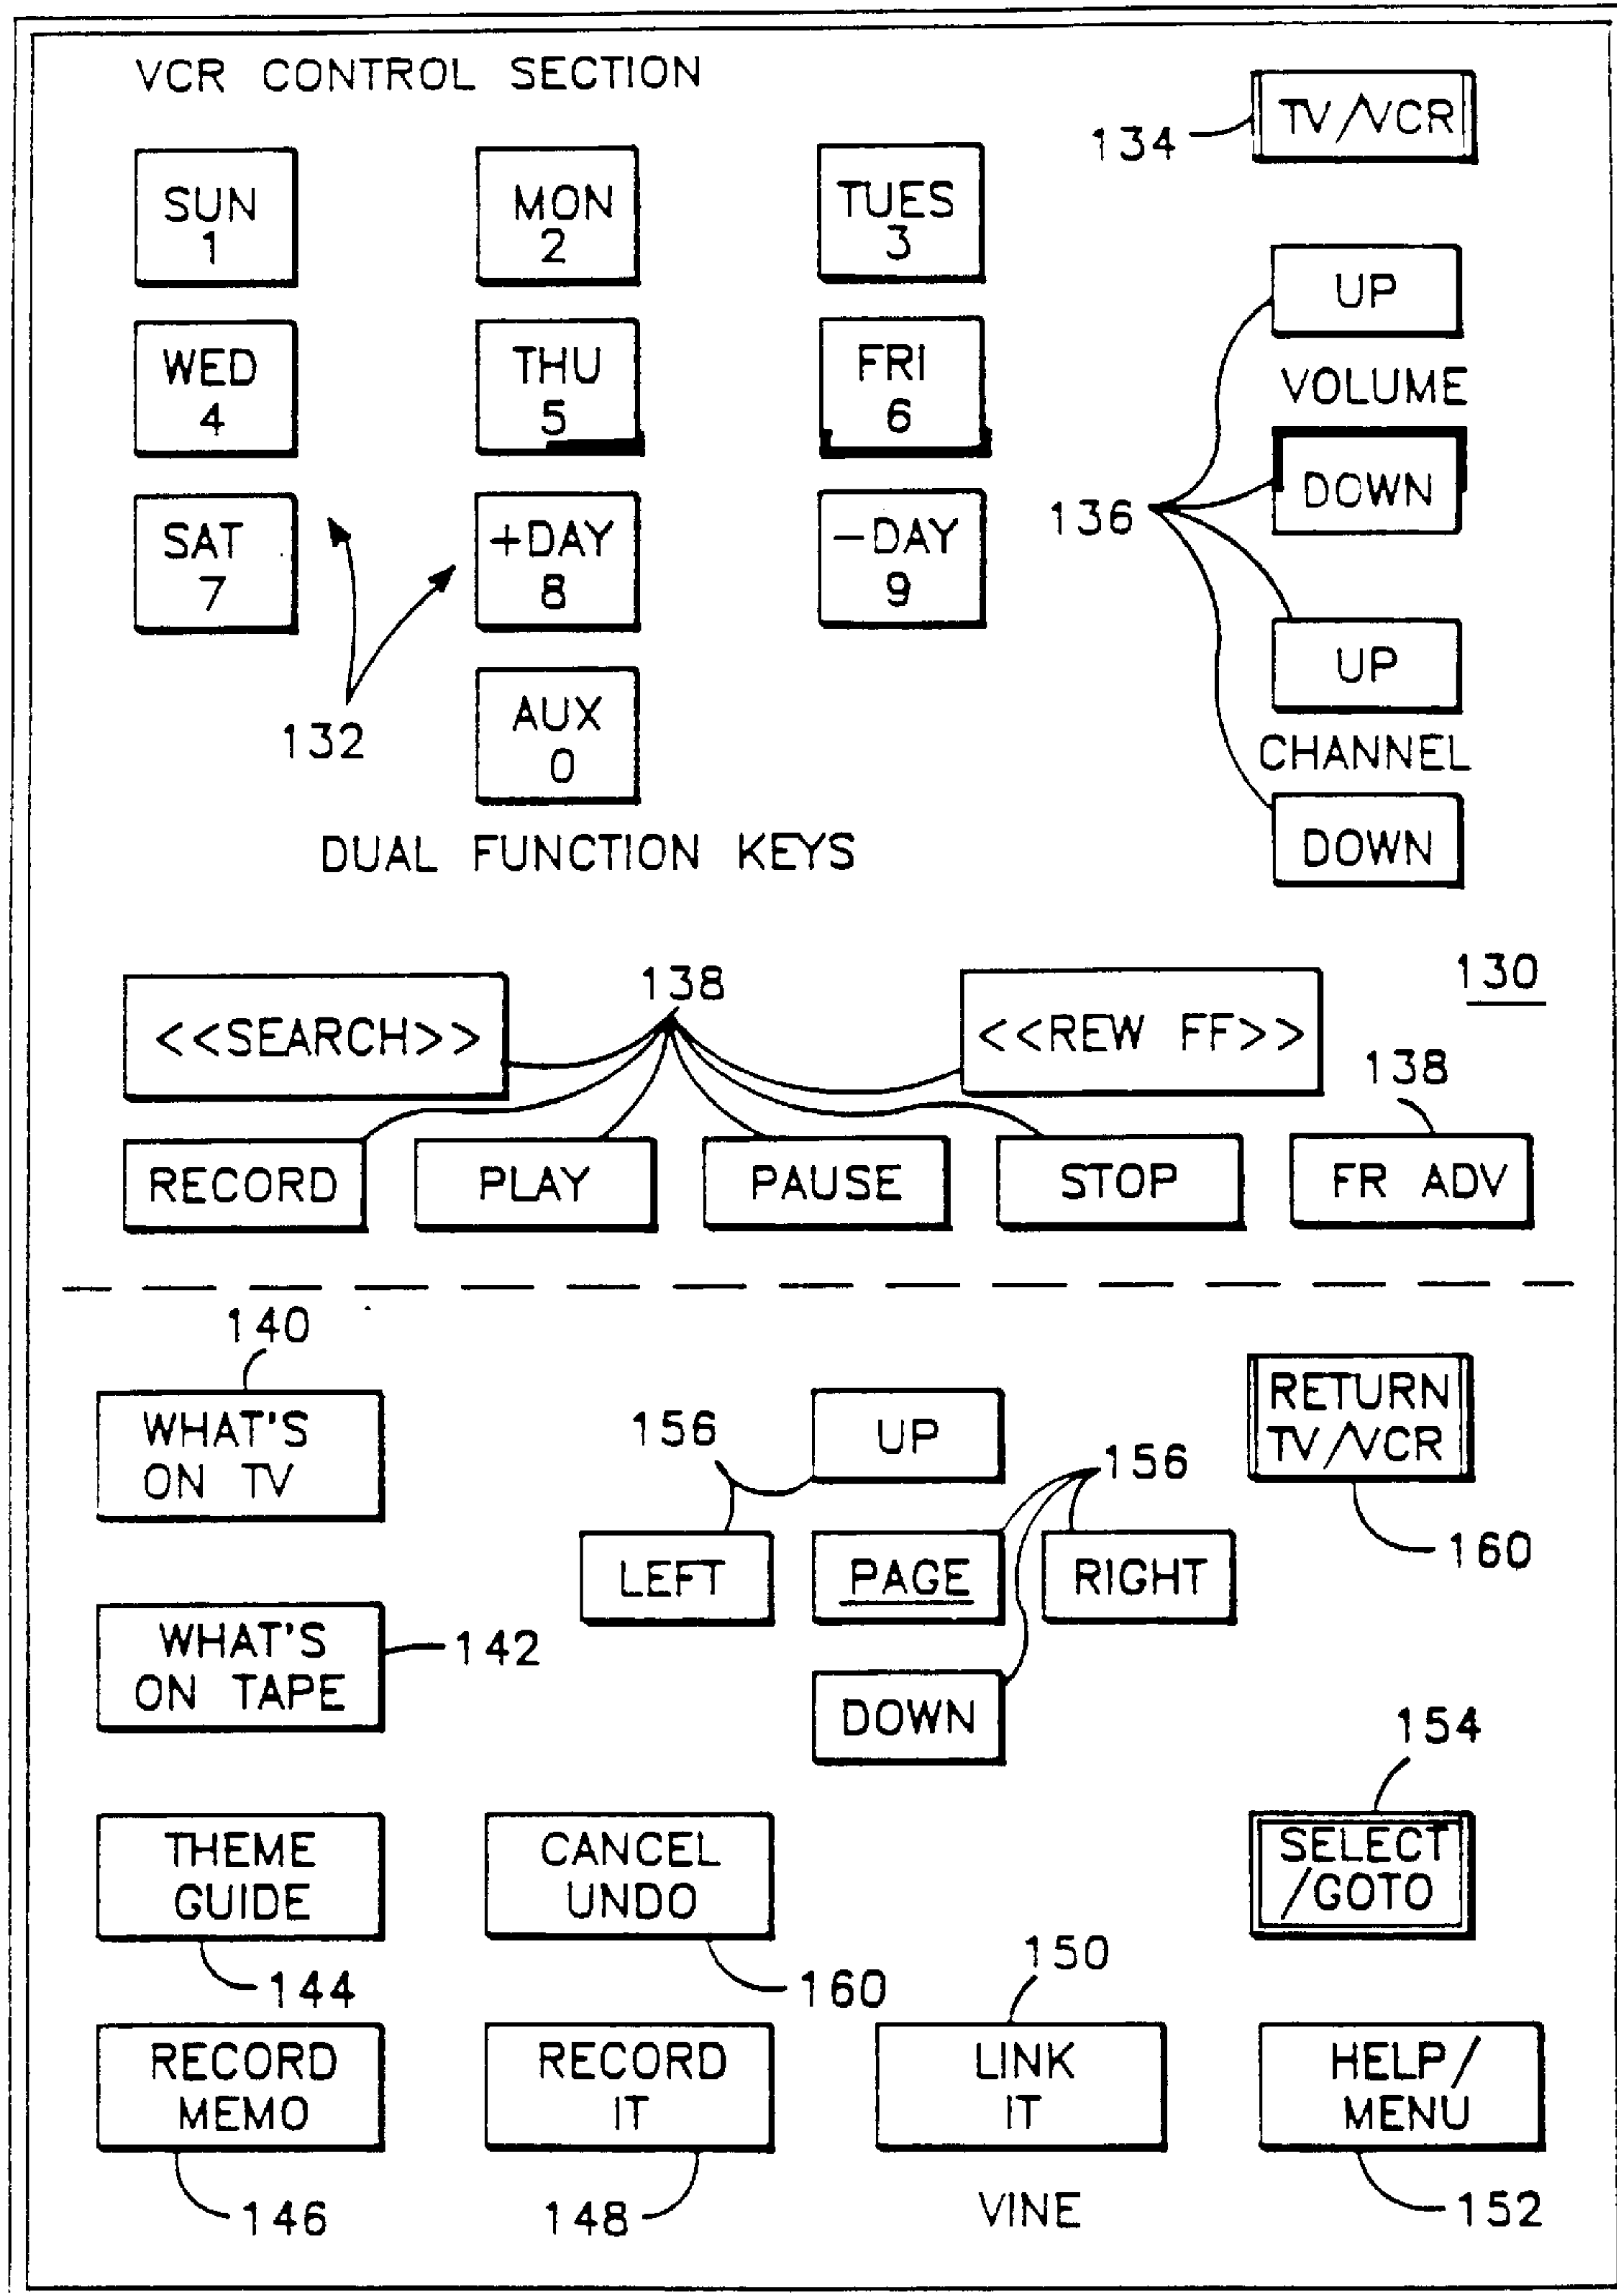 VCR CONTROL SECTION
TV/VCR
134
SUN
1
MON
2
TUES
3
UP
VOLUME
DOWN
136
WED
4
THU
5
FRI
6
SAT
7
+DAY
8
-DAY
9
UP
CHANNEL
DOWN
132
AUX
0
DUAL FUNCTION KEYS
130
<<SEARCH>>
138
<<REW FF>>
138
RECORD
PLAY
PAUSE
STOP
FR ADV
140
WHAT'S
ON TV
156
UP
156
RETURN
TV/VCR
160
LEFT
PAGE
RIGHT
WHAT'S
ON TAPE
142
DOWN
154
THEME
GUIDE
144
CANCEL
UNDO
160
SELECT
/GOTO
150
RECORD
MEMO
146
RECORD
IT
148
LINK
IT
VINE
HELP/
MENU
152